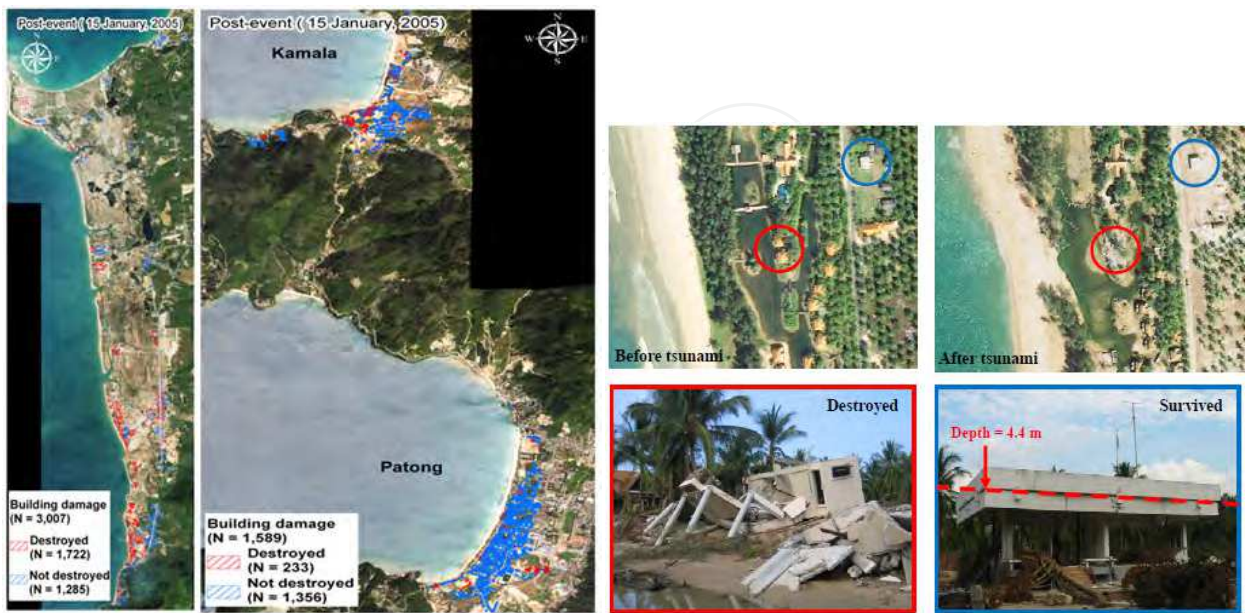 Post-event ( 15 January, 2005)
N
E
Building damage
(N = 3,007)
Destroyed
(N = 1,722)
Not destroyed
(N = 1,285)
Post-event ( 15 January, 2005)
N
W
E
S
Kamala
Patong
Building damage
(N = 1,589)
Destroyed
(N = 233)
Not destroyed
(N = 1,356)
Before tsunami
After tsunami
Destroyed
Survived
Depth = 4.4 m